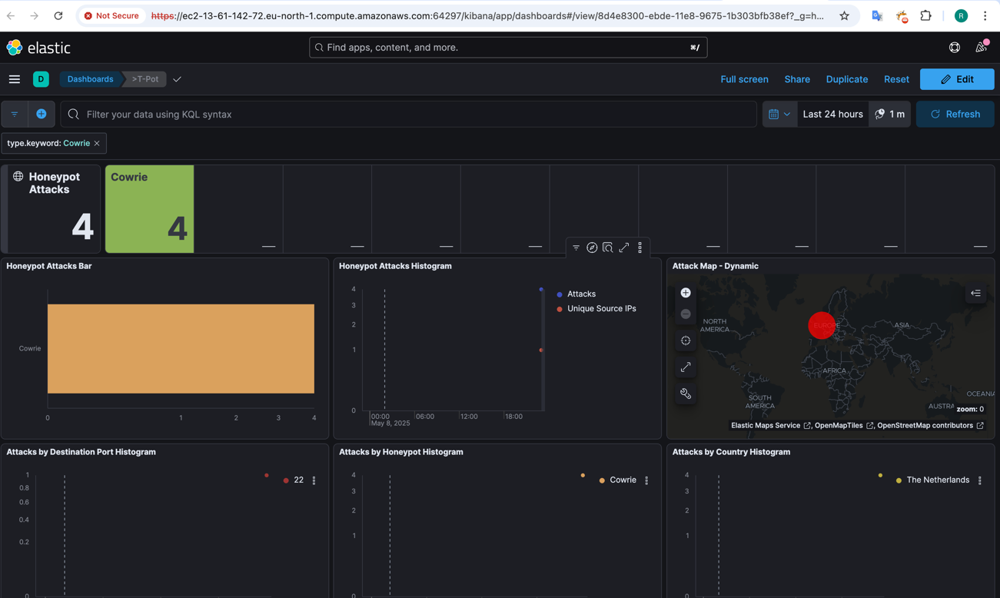 Not Secure
https://ec2-13-61-142-72.eu-north-1.compute.amazonaws.com:64297/kibana/app/dashboards#/view/8d4e8300-ebde-11e8-9675-1b303bfb38ef?_g=h...
R
elastic
Find apps, content, and more.
⌘/
D
Dashboards
>T-Pot
Full screen
Share
Duplicate
Reset
Edit
Filter your data using KQL syntax
Last 24 hours
1 m
Refresh
type.keyword: Cowrie ×
Honeypot
Attacks
4
Cowrie
4
Honeypot Attacks Bar
Cowrie
0 1 2 3 4
Honeypot Attacks Histogram
4
3
2
1
0
00:00 06:00 12:00 18:00
May 8, 2025
Attacks
Unique Source IPs
Attack Map - Dynamic
NORTH
AMERICA
EUROPE
ASIA
AFRICA
SOUTH
AMERICA
OCEANIA
AUSTRA
zoom: 0
Elastic Maps Service, OpenMapTiles, OpenStreetMap contributors
Attacks by Destination Port Histogram
1
0.8
0.6
0.4
0.2
0
22
Attacks by Honeypot Histogram
4
3
2
1
0
Cowrie
Attacks by Country Histogram
4
3
2
1
0
The Netherlands